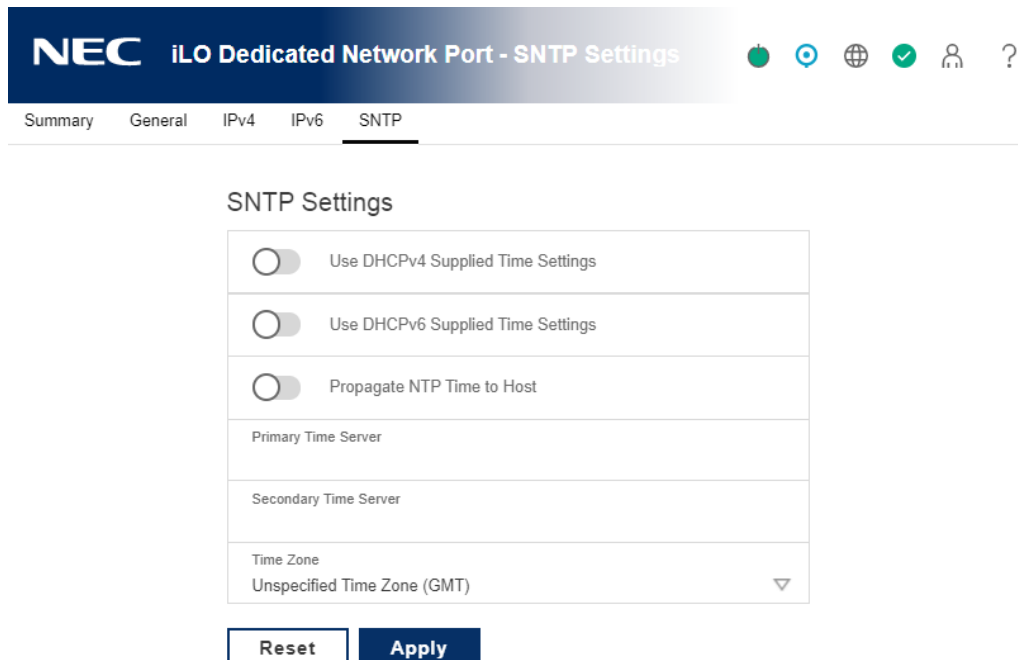 NEC iLO Dedicated Network Port - SNTP Settings ?
Summary General IPv4 IPv6 SNTP
SNTP Settings
Use DHCPv4 Supplied Time Settings
Use DHCPv6 Supplied Time Settings
Propagate NTP Time to Host
Primary Time Server
Secondary Time Server
Time Zone
Unspecified Time Zone (GMT)
Reset Apply